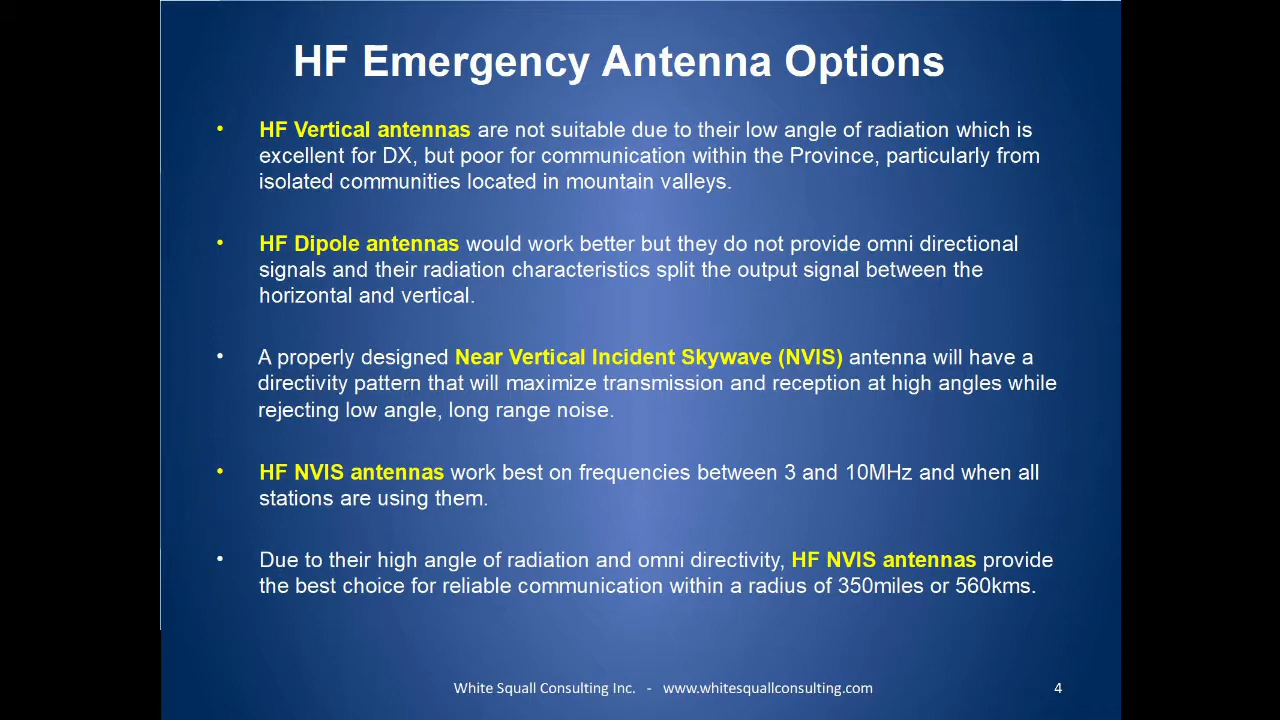 HF Emergency Antenna Options
• HF Vertical antennas are not suitable due to their low angle of radiation which is
excellent for DX, but poor for communication within the Province, particularly from
isolated communities located in mountain valleys.
• HF Dipole antennas would work better but they do not provide omni directional
signals and their radiation characteristics split the output signal between the
horizontal and vertical.
• A properly designed Near Vertical Incident Skywave (NVIS) antenna will have a
directivity pattern that will maximize transmission and reception at high angles while
rejecting low angle, long range noise.
• HF NVIS antennas work best on frequencies between 3 and 10MHz and when all
stations are using them.
• Due to their high angle of radiation and omni directivity, HF NVIS antennas provide
the best choice for reliable communication within a radius of 350miles or 560kms.
White Squall Consulting Inc. - www.whitesquallconsulting.com 4